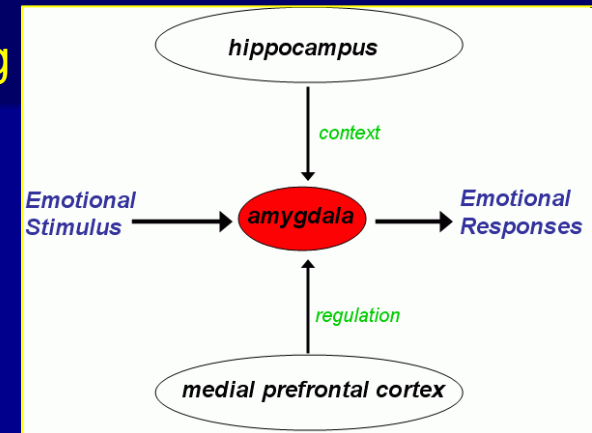 g
hippocampus
context
Emotional
Stimulus
amygdala
Emotional
Responses
regulation
medial prefrontal cortex